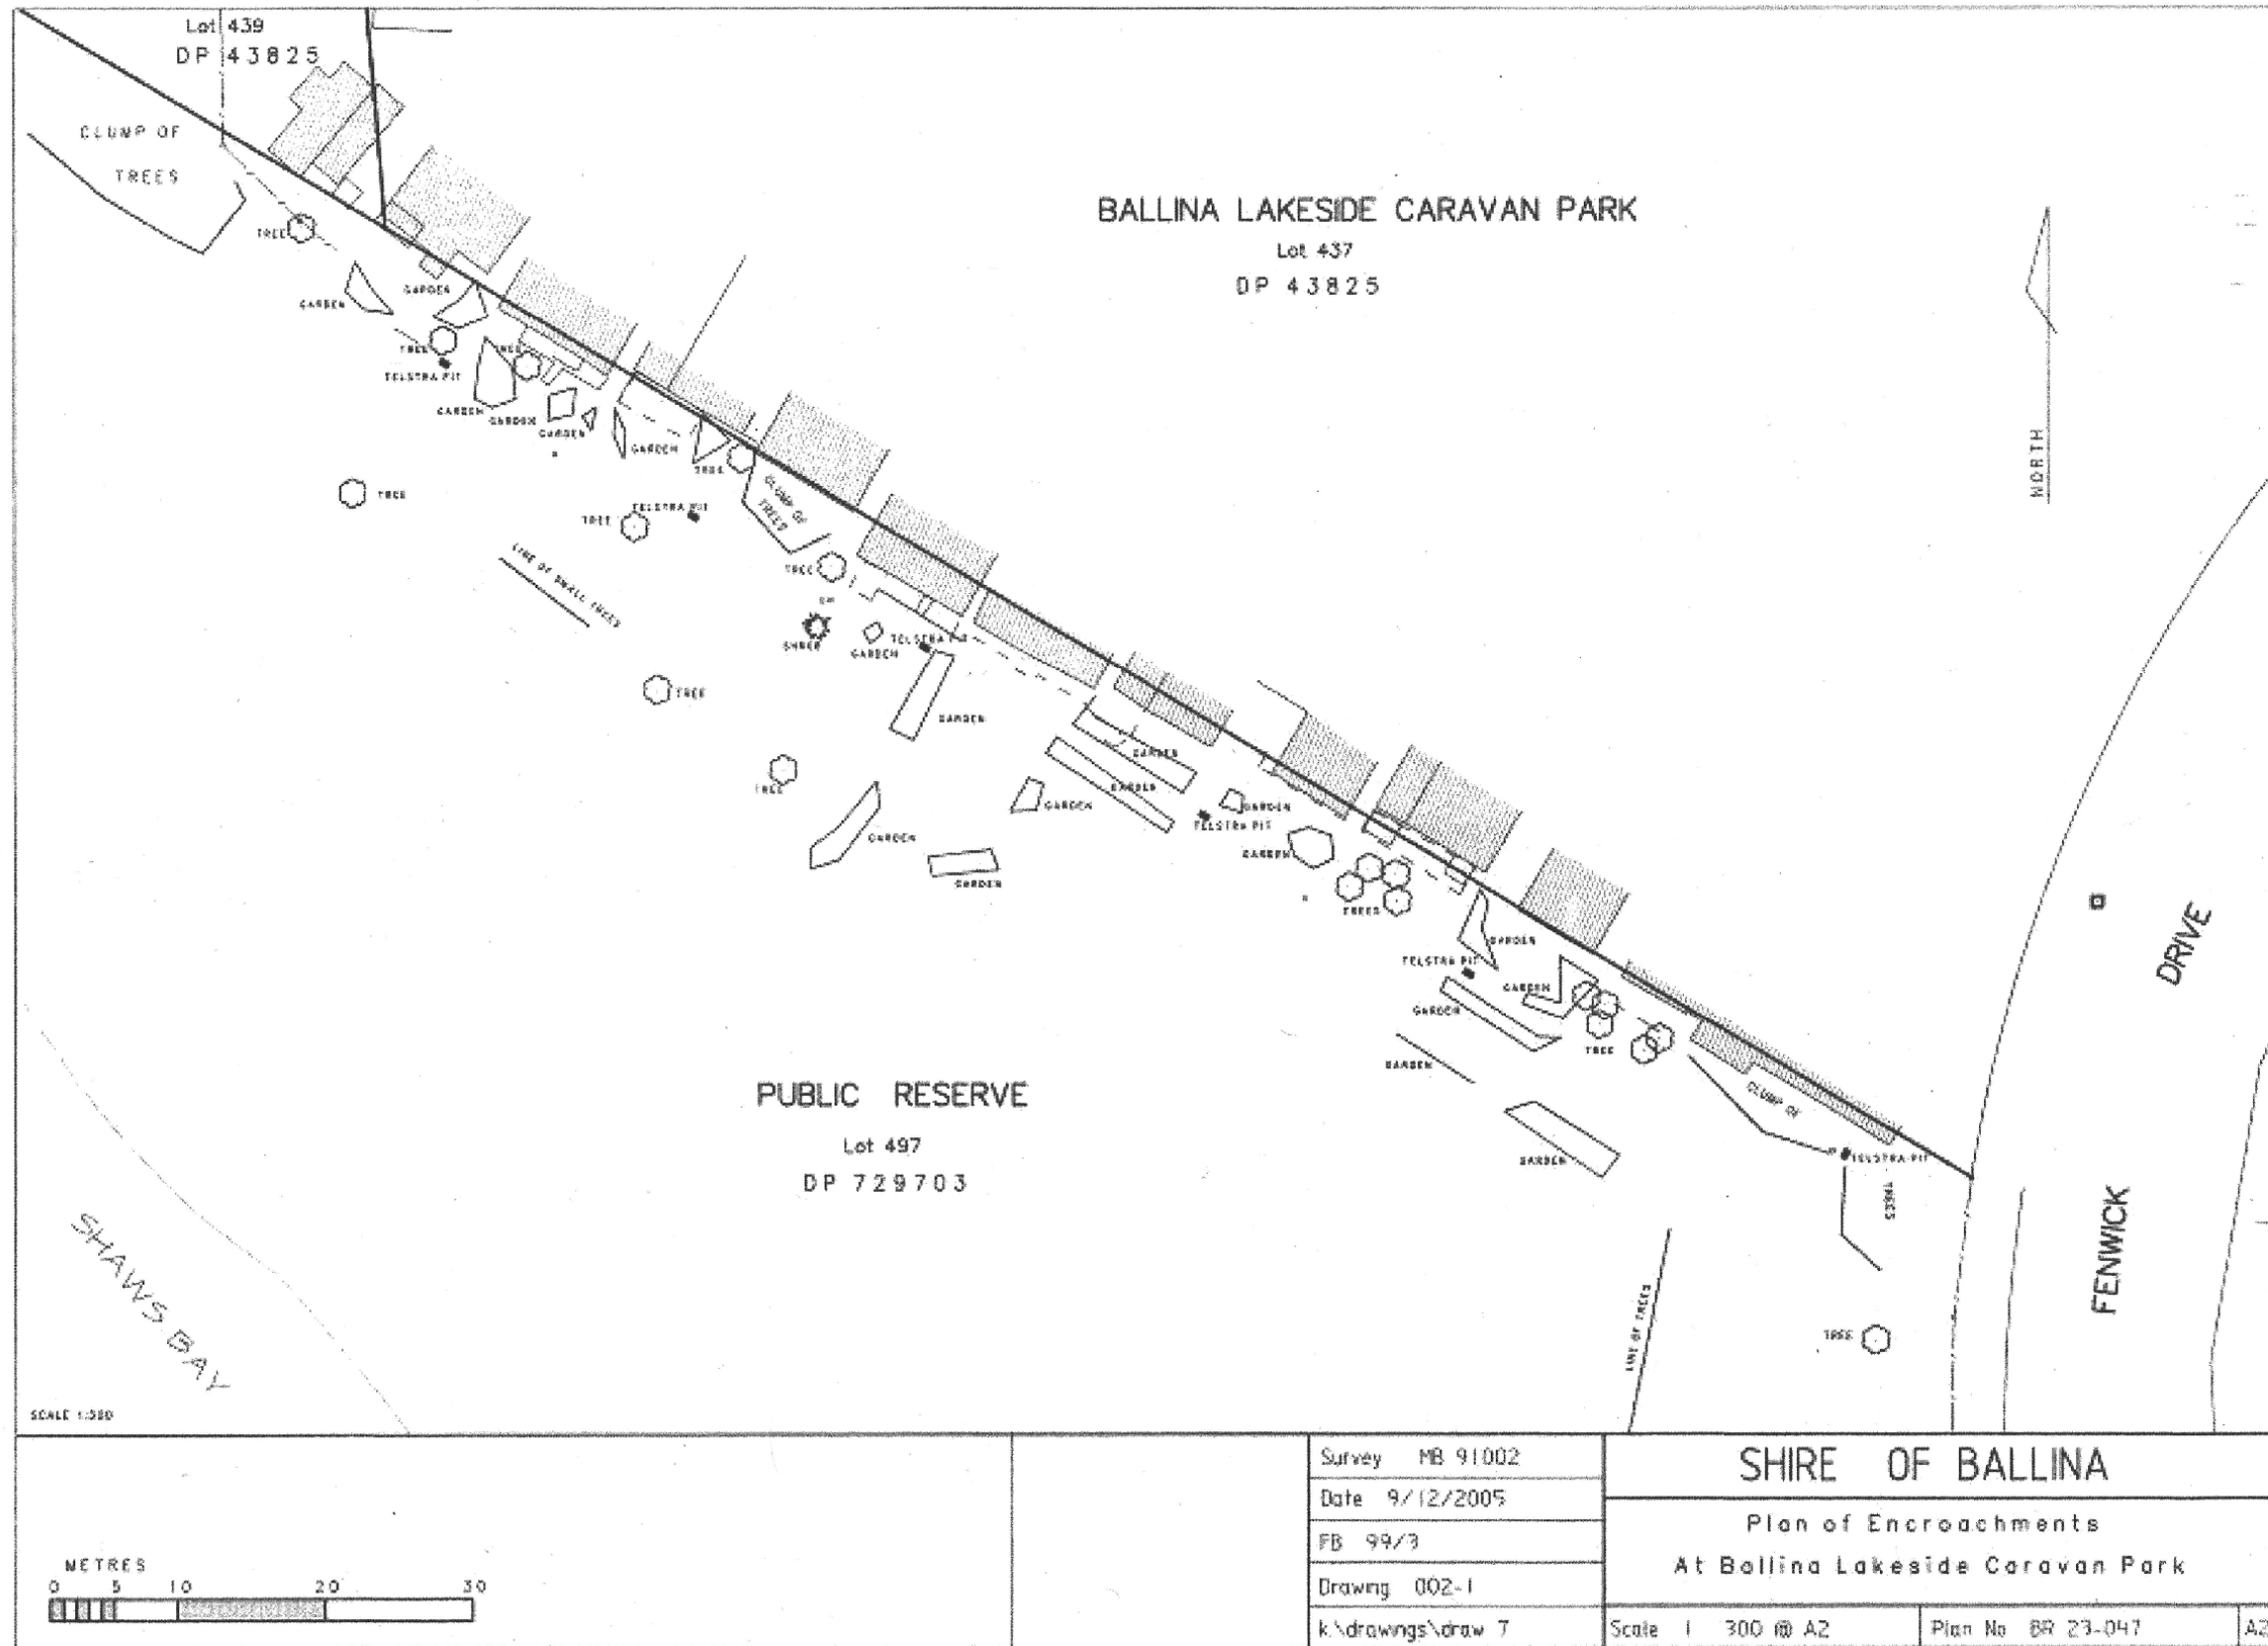 Lot 439
DP 43825
CLUMP OF
TREES
TREE
GARDEN
GARDEN
TREE
TREE
TELSTRA PIT
GARDEN
GARDEN
GARDEN
GARDEN
TREE
CLUMP OF
TREES
TREE
TREE
TELSTRA PIT
LINE OF SMALL TREES
TREE
SHRUB
GARDEN
TELSTRA PIT
TREE
GARDEN
TREE
GARDEN
GARDEN
GARDEN
GARDEN
GARDEN
GARDEN
TELSTRA PIT
GARDEN
TREES
GARDEN
TELSTRA PIT
GARDEN
GARDEN
TREE
GARDEN
GARDEN
CLUMP OF
TREES
TELSTRA PIT
LINE OF TREES
TREE
BALLINA LAKESIDE CARAVAN PARK
Lot 437
DP 43825
NORTH
FENWICK
DRIVE
PUBLIC RESERVE
Lot 497
DP 729703
SHAWS BAY
METRES
0 5 10 20 30
Survey MB 91002
Date 9/12/2005
FB 99/3
Drawing 002-1
k:\drawings\draw 7
SHIRE OF BALLINA
Plan of Encroachments
At Ballina Lakeside Caravan Park
Scale 1 300 @ A2
Plan No BR 23-047